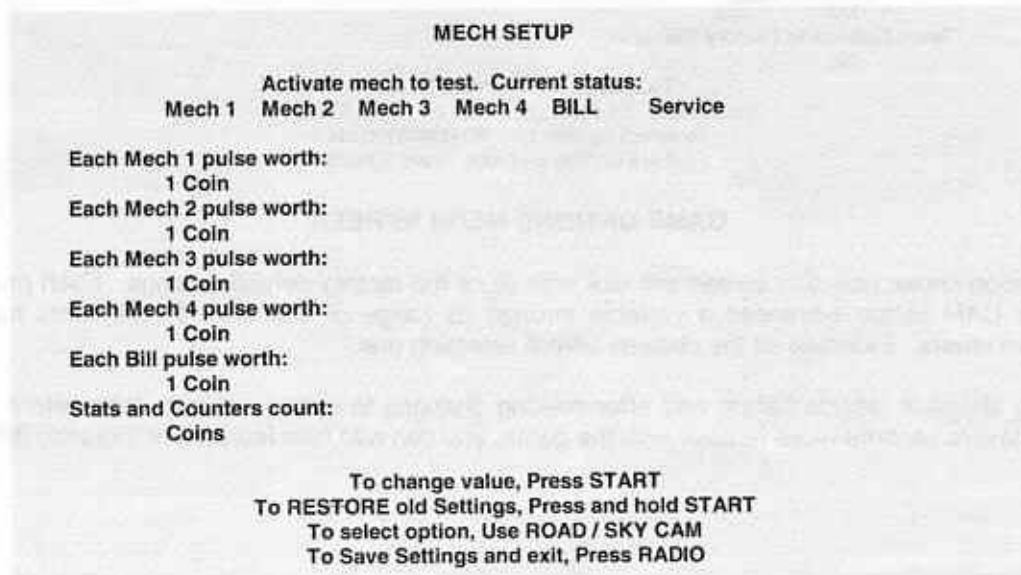 MECH SETUP
Activate mech to test. Current status:
Mech 1 Mech 2 Mech 3 Mech 4 BILL Service
Each Mech 1 pulse worth:
1 Coin
Each Mech 2 pulse worth:
1 Coin
Each Mech 3 pulse worth:
1 Coin
Each Mech 4 pulse worth:
1 Coin
Each Bill pulse worth:
1 Coin
Stats and Counters count:
Coins
To change value, Press START
To RESTORE old Settings, Press and hold START
To select option, Use ROAD / SKY CAM
To Save Settings and exit, Press RADIO